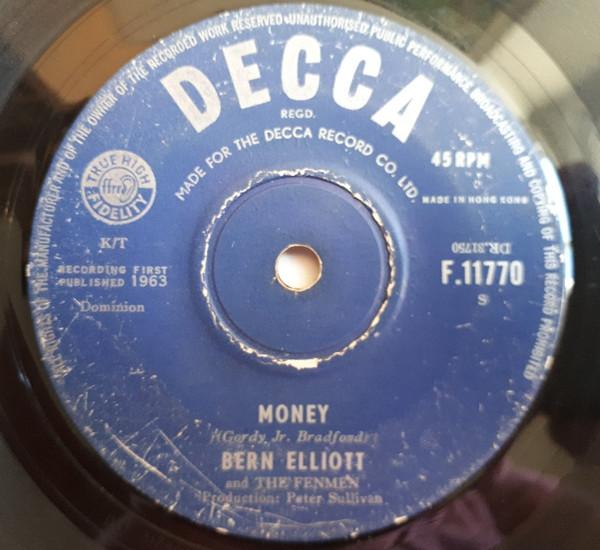 RIGHTS OF THE MANUFACTURER AND OF THE OWNER OF THE RECORDED WORK RESERVED·UNAUTHORISED PUBLIC PERFORMANCE BROADCASTING AND COPYING OF THIS RECORD PROHIBITED
DECCA
REGD.
MADE FOR THE DECCA RECORD CO. LTD.
45 RPM
MADE IN HONG KONG
TRUE HIGH
ffrr
FIDELITY
K/T
DR.31750
RECORDING FIRST
PUBLISHED 1963
F.11770
Dominion
S
MONEY
(Gordy Jr. Bradford)
BERN ELLIOTT
and THE FENMEN
Production: Peter Sullivan